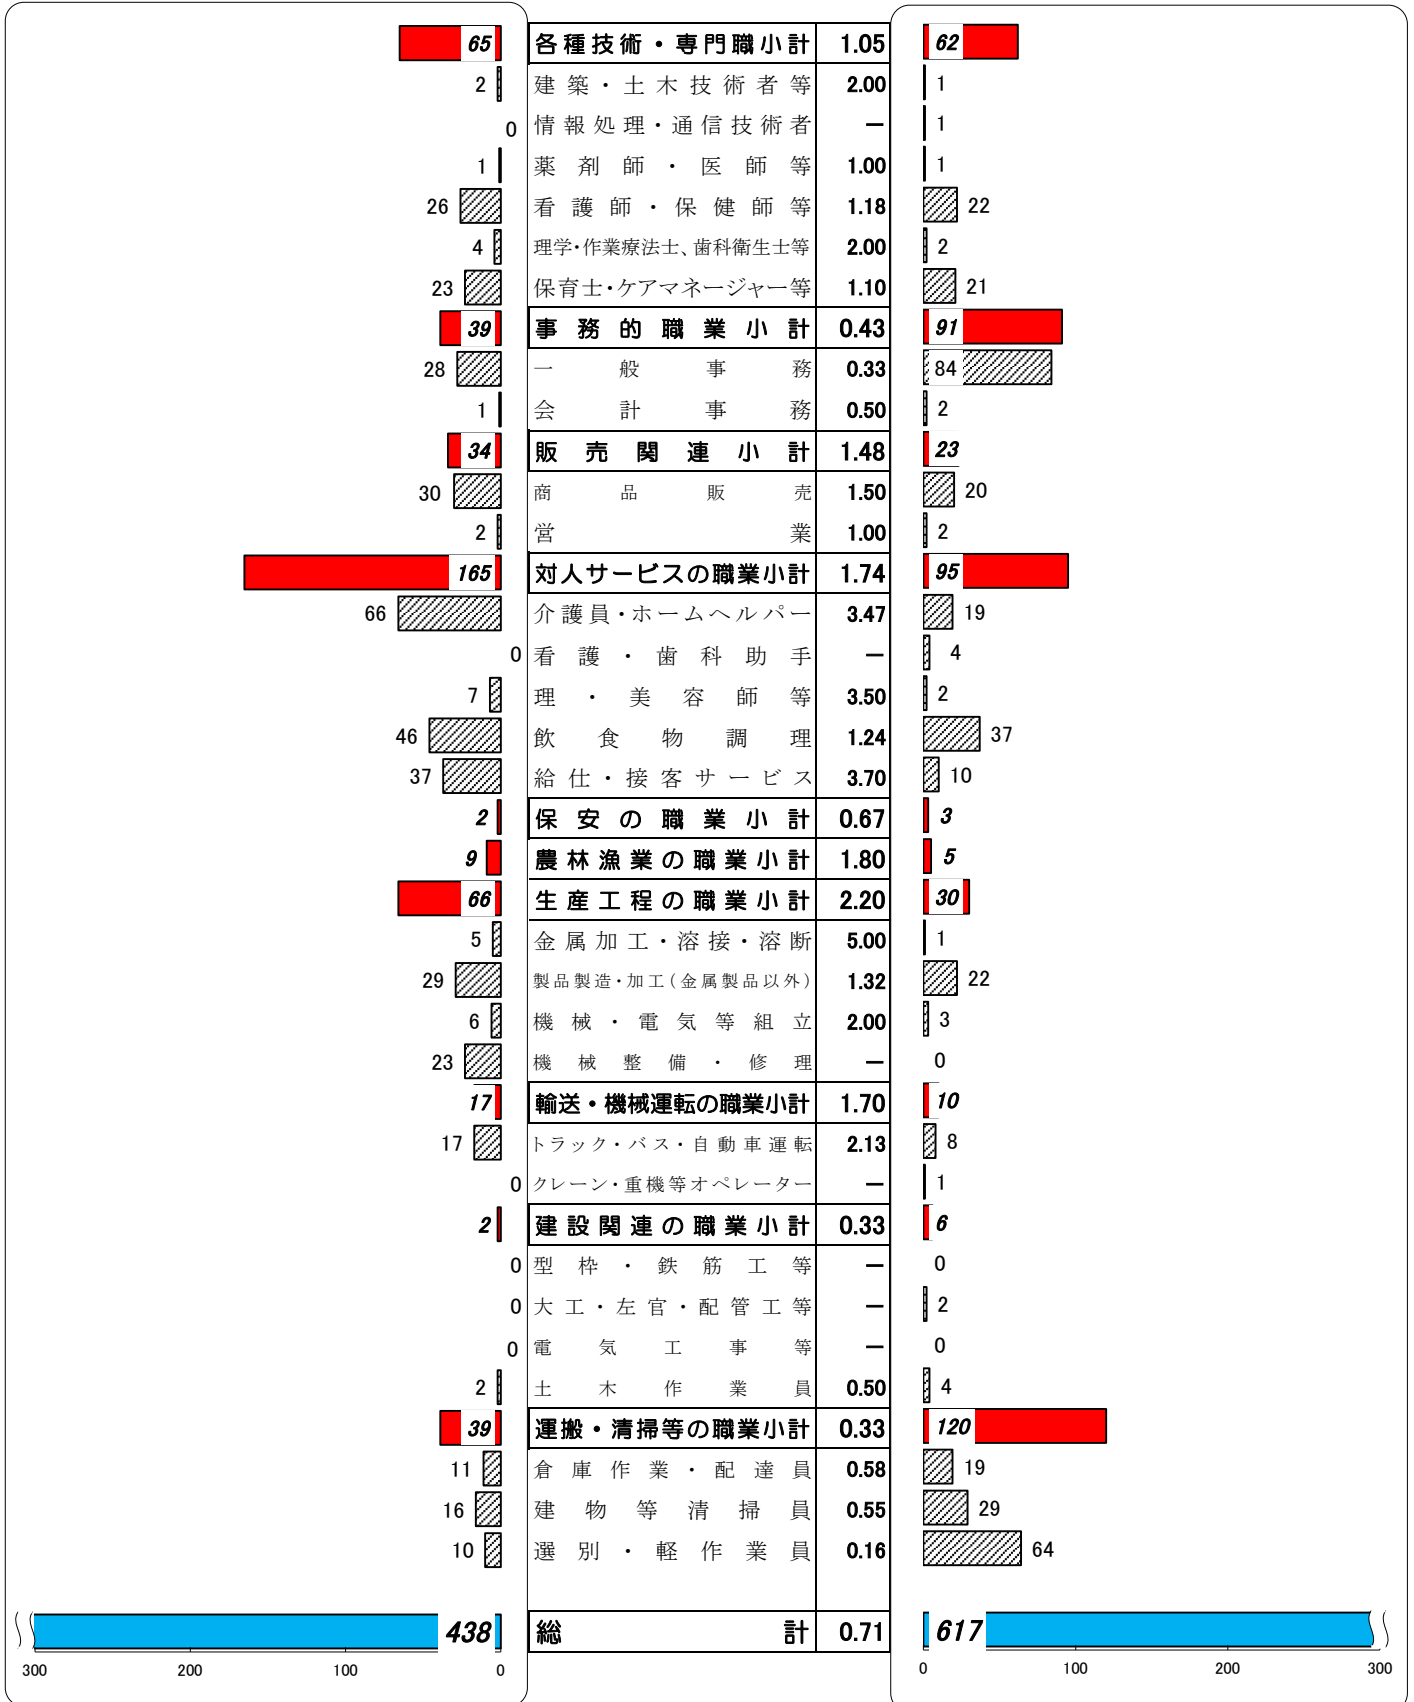 65 各種技術・専門職小計 1.05 62
2 建築・土木技術者等 2.00 1
0 情報処理・通信技術者 － 1
1 薬剤師・医師等 1.00 1
26 看護師・保健師等 1.18 22
4 理学・作業療法士、歯科衛生士等 2.00 2
23 保育士・ケアマネージャー等 1.10 21
39 事務的職業小計 0.43 91
28 一般事務 0.33 84
1 会計事務 0.50 2
34 販売関連小計 1.48 23
30 商品販売 1.50 20
2 営業 1.00 2
165 対人サービスの職業小計 1.74 95
66 介護員・ホームヘルパー 3.47 19
0 看護・歯科助手 － 4
7 理・美容師等 3.50 2
46 飲食物調理 1.24 37
37 給仕・接客サービス 3.70 10
2 保安の職業小計 0.67 3
9 農林漁業の職業小計 1.80 5
66 生産工程の職業小計 2.20 30
5 金属加工・溶接・溶断 5.00 1
29 製品製造・加工(金属製品以外) 1.32 22
6 機械・電気等組立 2.00 3
23 機械整備・修理 － 0
17 輸送・機械運転の職業小計 1.70 10
17 トラック・バス・自動車運転 2.13 8
0 クレーン・重機等オペレーター － 1
2 建設関連の職業小計 0.33 6
0 型枠・鉄筋工等 － 0
0 大工・左官・配管工等 － 2
0 電気工事等 － 0
2 土木作業員 0.50 4
39 運搬・清掃等の職業小計 0.33 120
11 倉庫作業・配達員 0.58 19
16 建物等清掃員 0.55 29
10 選別・軽作業員 0.16 64
438 総計 0.71 617
300 200 100 0 0 100 200 300